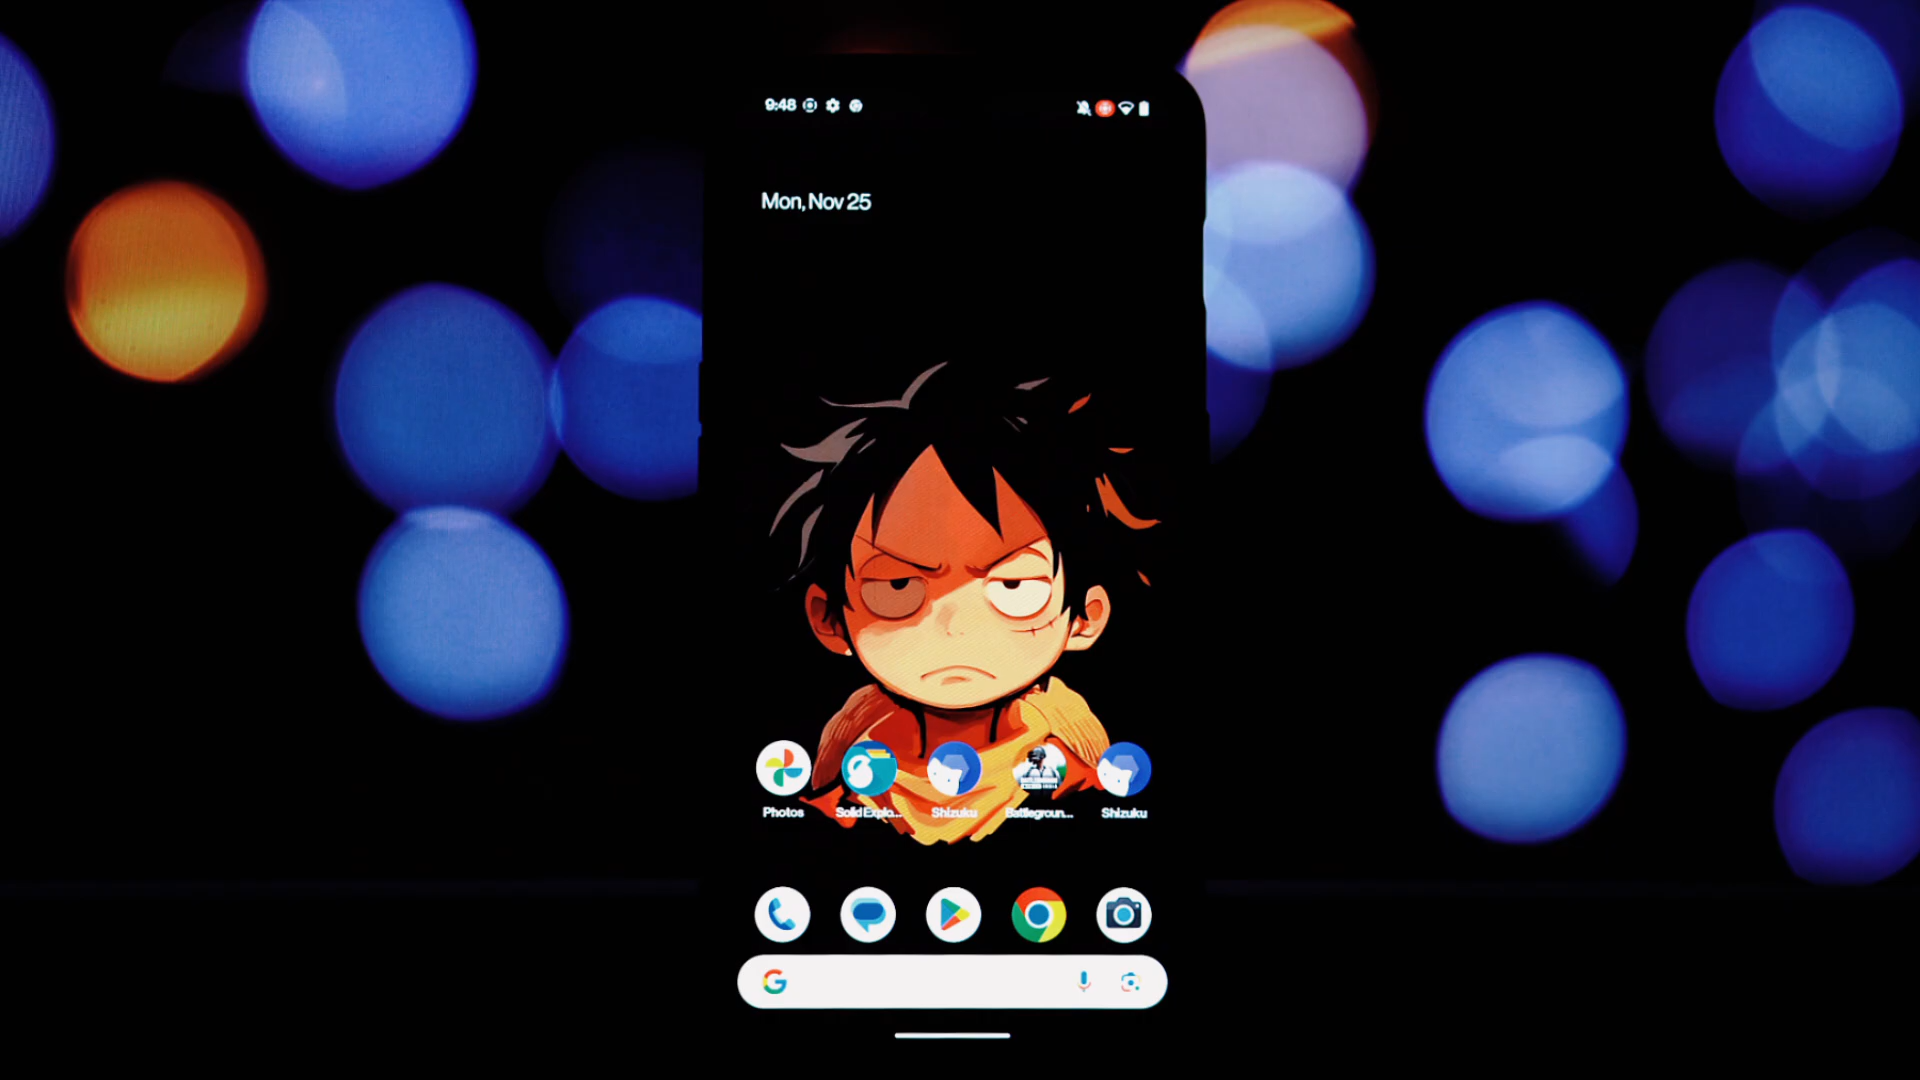 9:48
Mon, Nov 25
Photos
Solid Explo...
Shizuku
Battlegroun...
Shizuku
G